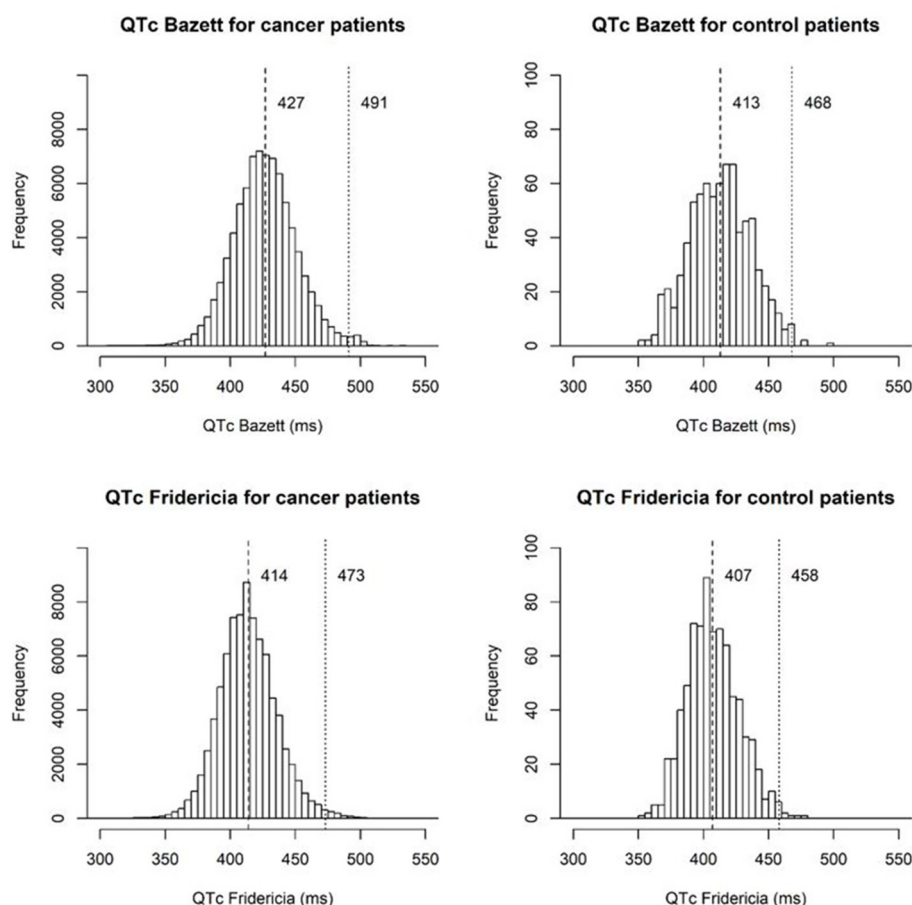 QTc Bazett for cancer patients
427
491
Frequency
8000
6000
4000
2000
0
300 350 400 450 500 550
QTc Bazett (ms)
QTc Bazett for control patients
413
468
Frequency
100
80
60
40
20
0
300 350 400 450 500 550
QTc Bazett (ms)
QTc Fridericia for cancer patients
414
473
Frequency
8000
6000
4000
2000
0
300 350 400 450 500 550
QTc Fridericia (ms)
QTc Fridericia for control patients
407
458
Frequency
100
80
60
40
20
0
300 350 400 450 500 550
QTc Fridericia (ms)